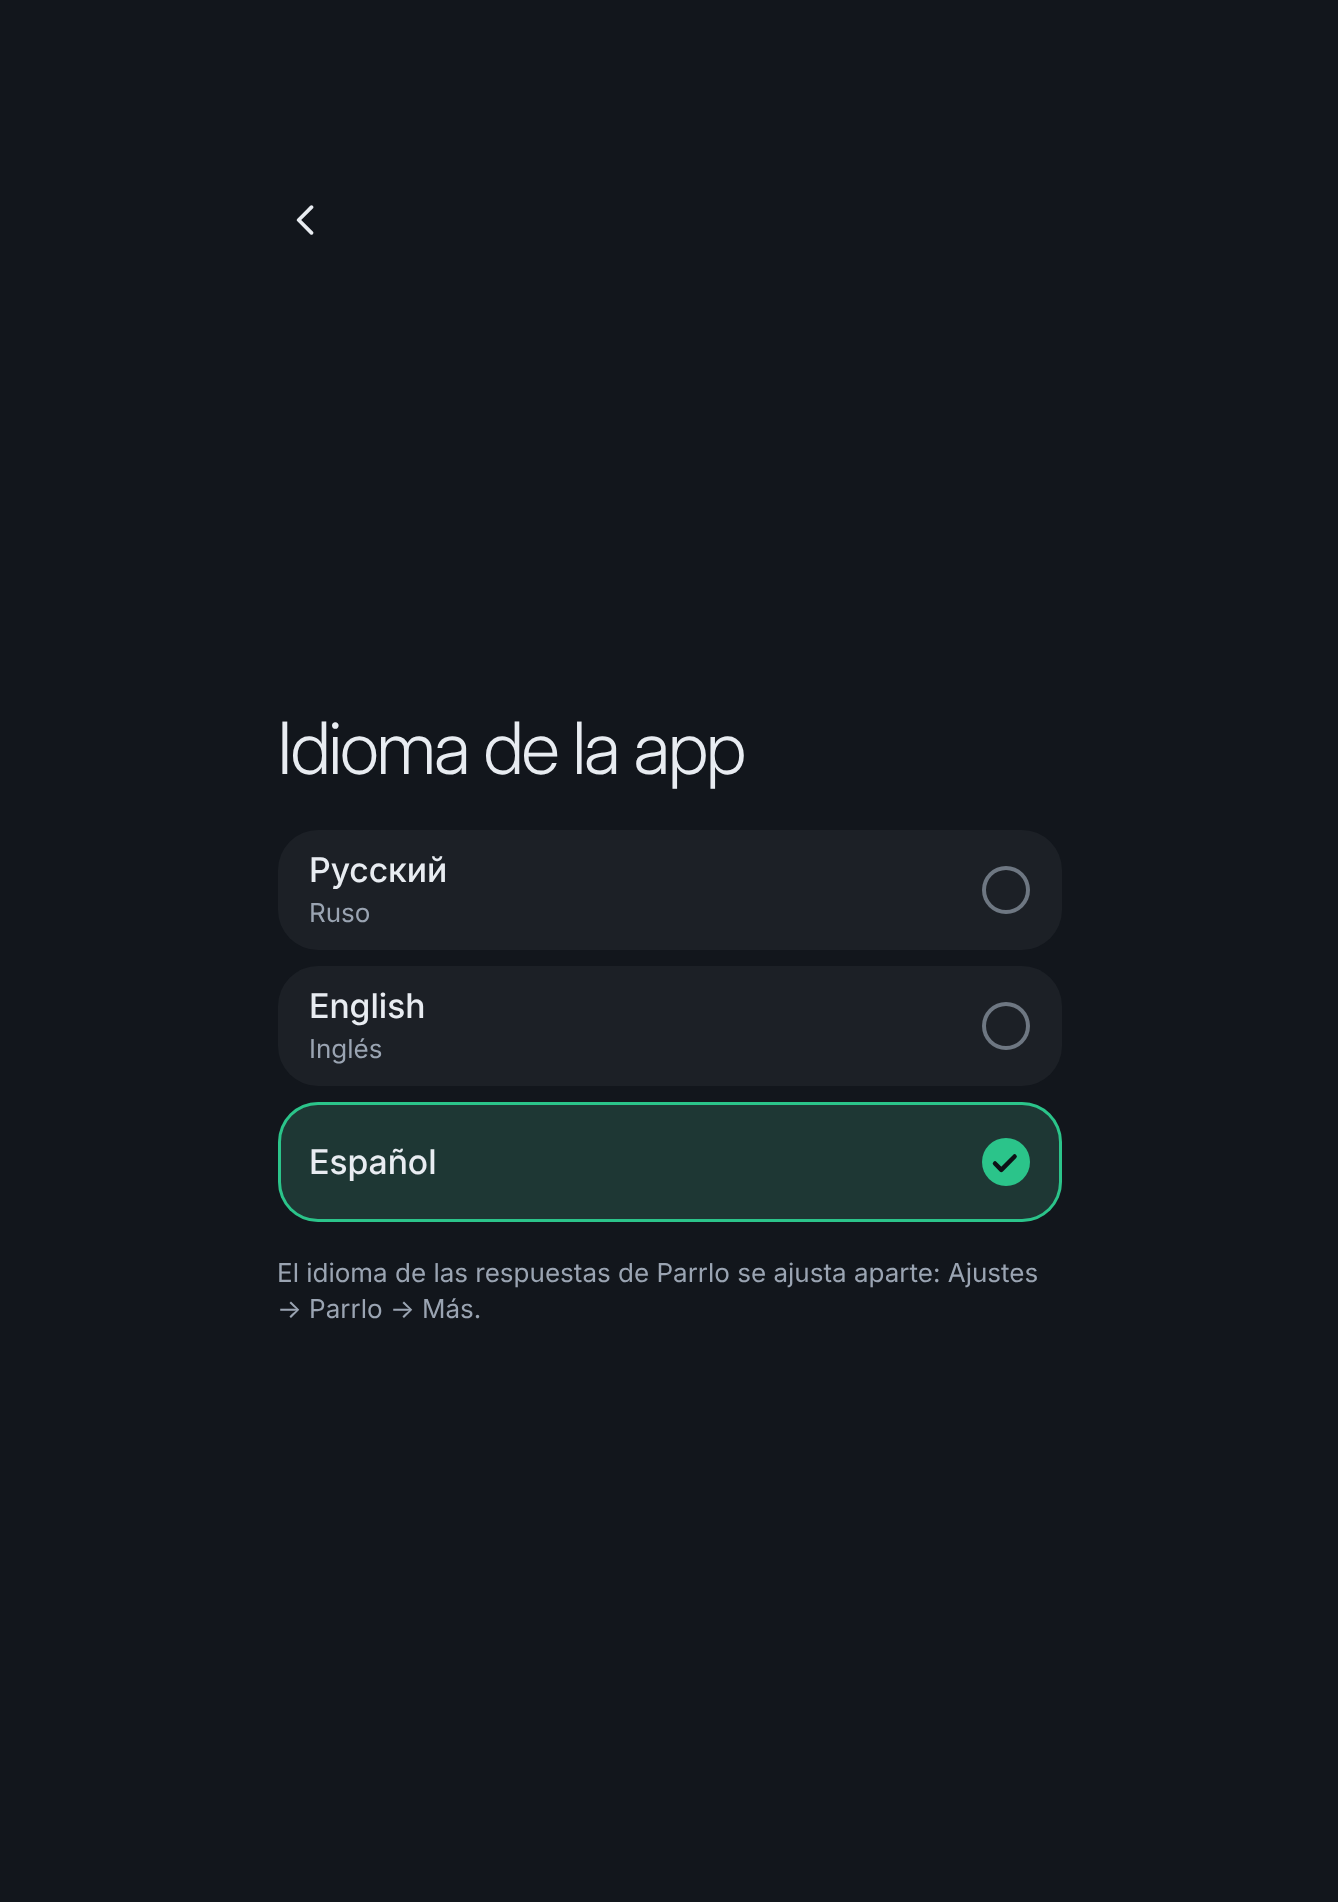 Idioma de la app
Русский
Ruso
English
Inglés
Español
El idioma de las respuestas de Parrlo se ajusta aparte: Ajustes
→ Parrlo → Más.